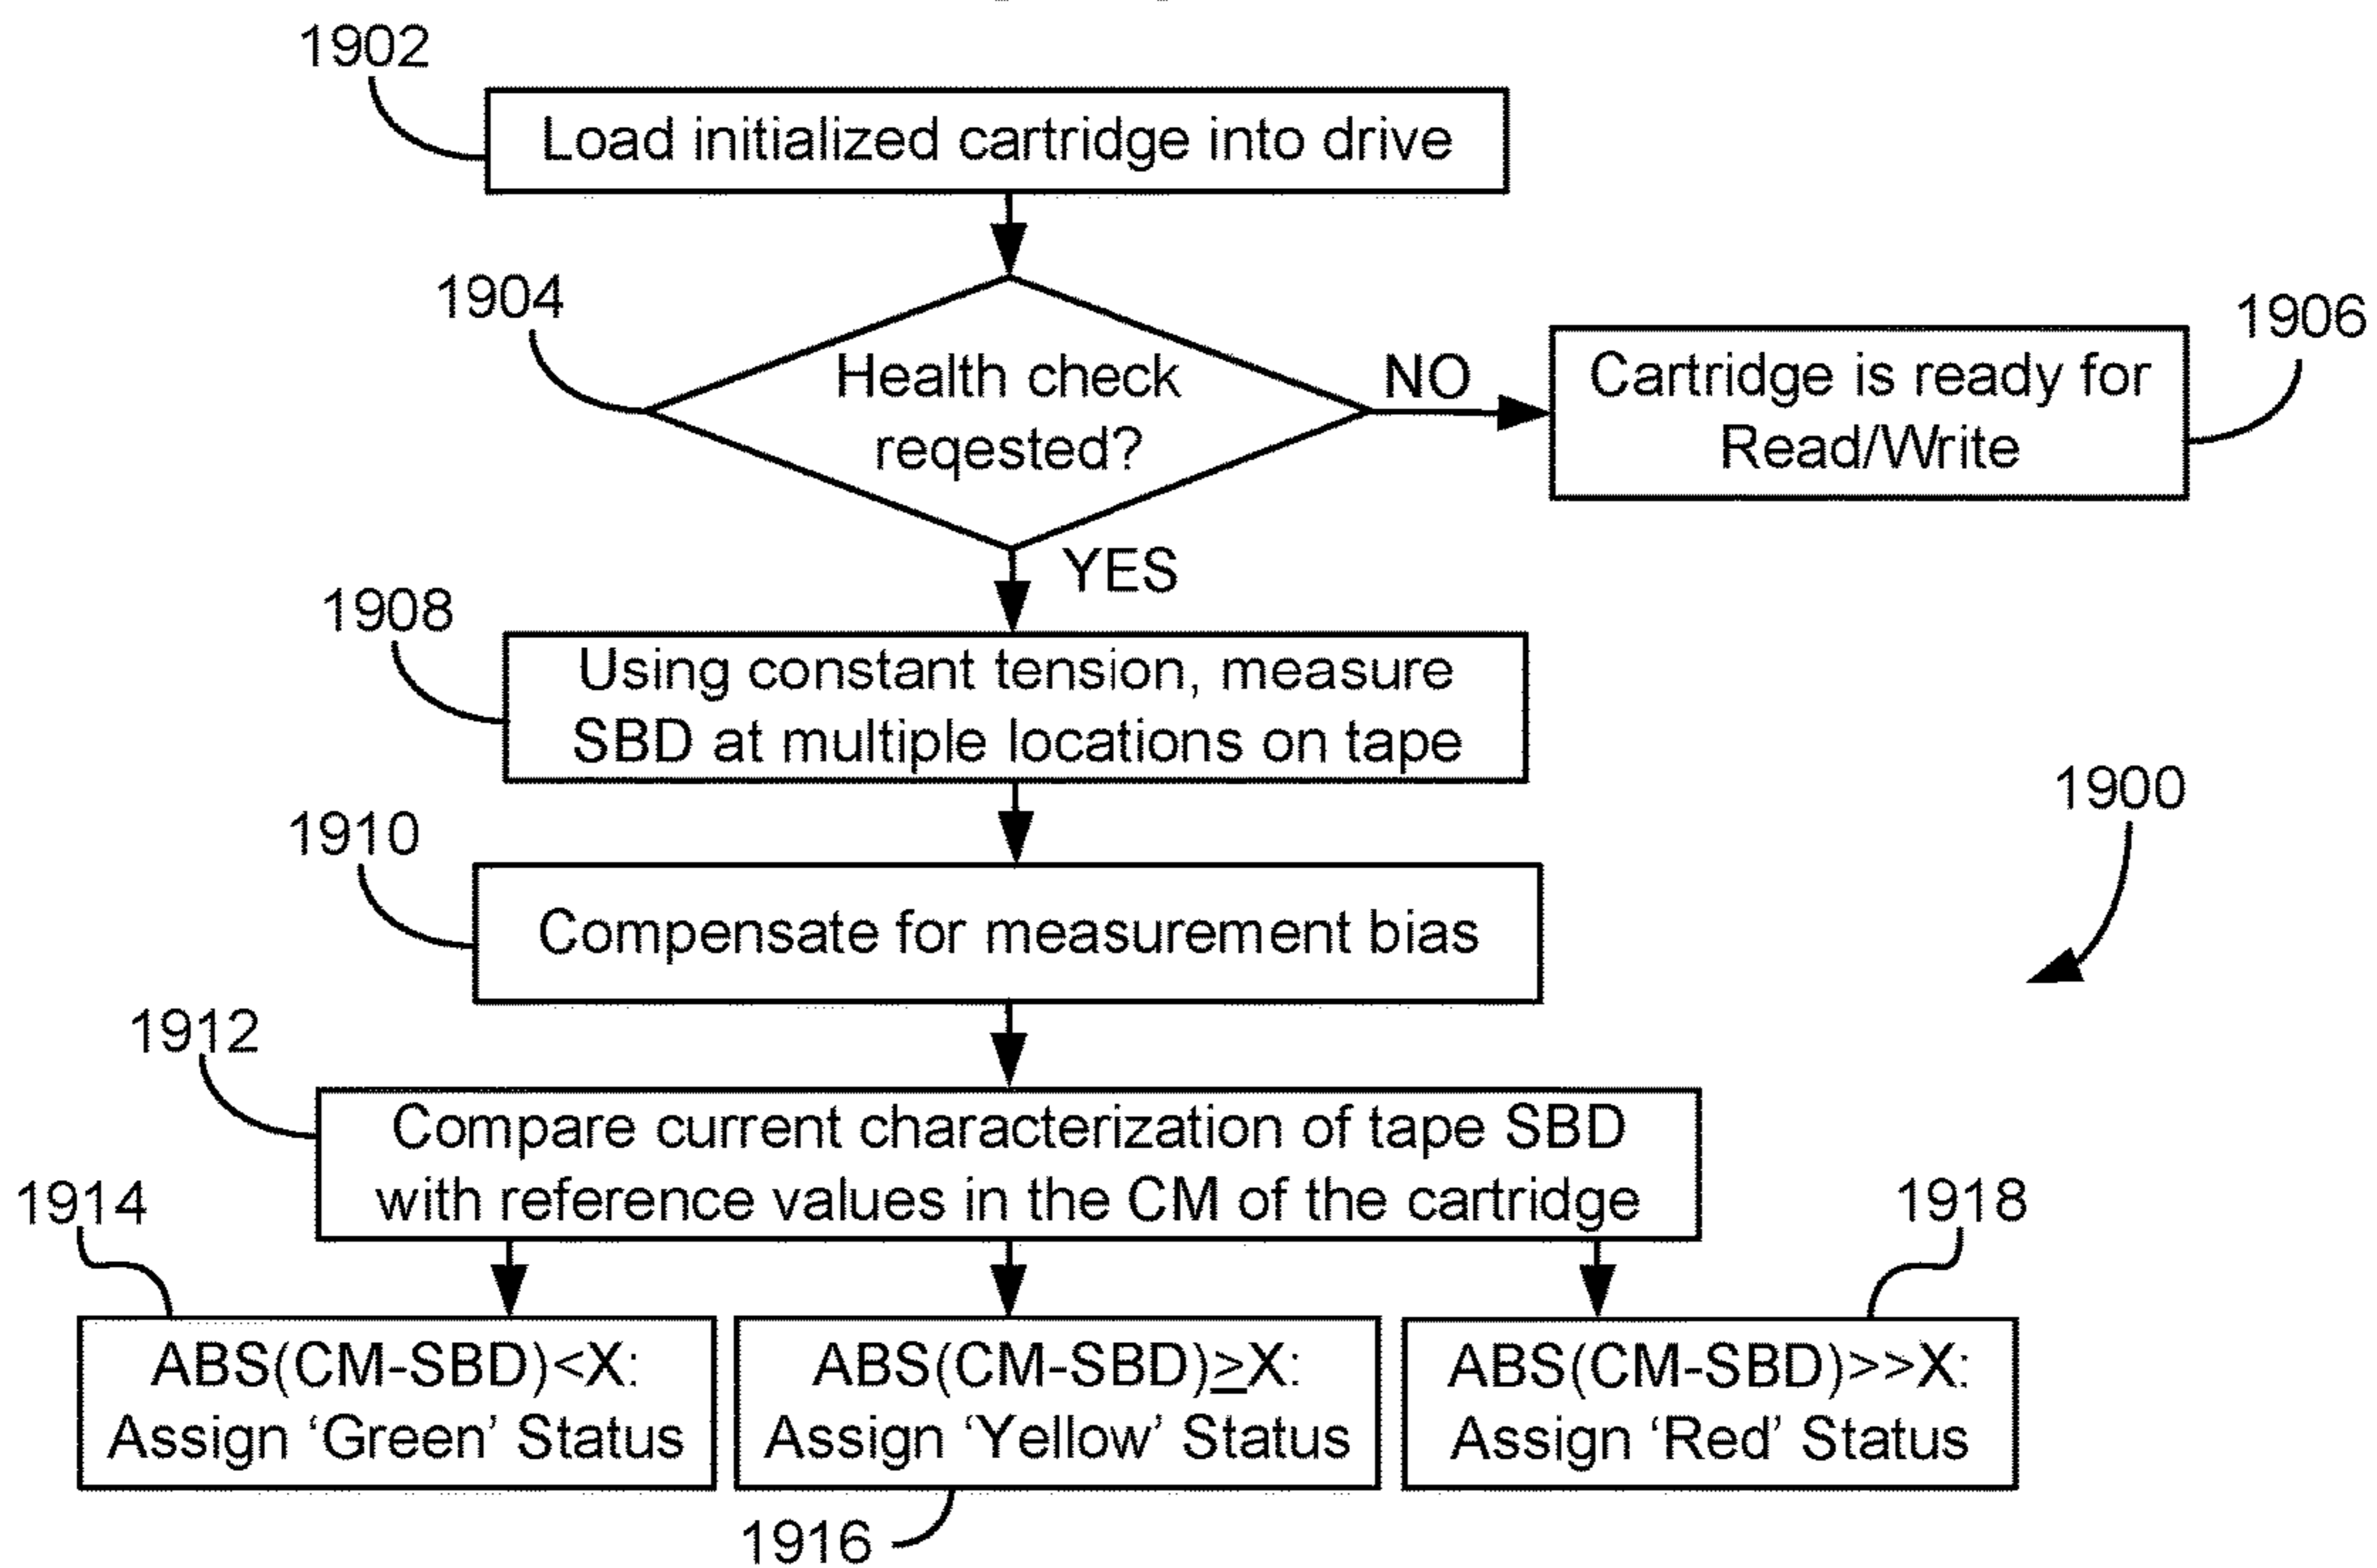 1902
Load initialized cartridge into drive
1904
Health check
reqested?
NO
1906
Cartridge is ready for
Read/Write
YES
1908
Using constant tension, measure
SBD at multiple locations on tape
1900
1910
Compensate for measurement bias
1912
Compare current characterization of tape SBD
with reference values in the CM of the cartridge
1914
1918
ABS(CM-SBD)<X:
Assign ‘Green’ Status
ABS(CM-SBD)≥X:
Assign ‘Yellow’ Status
ABS(CM-SBD)>>X:
Assign ‘Red’ Status
1916